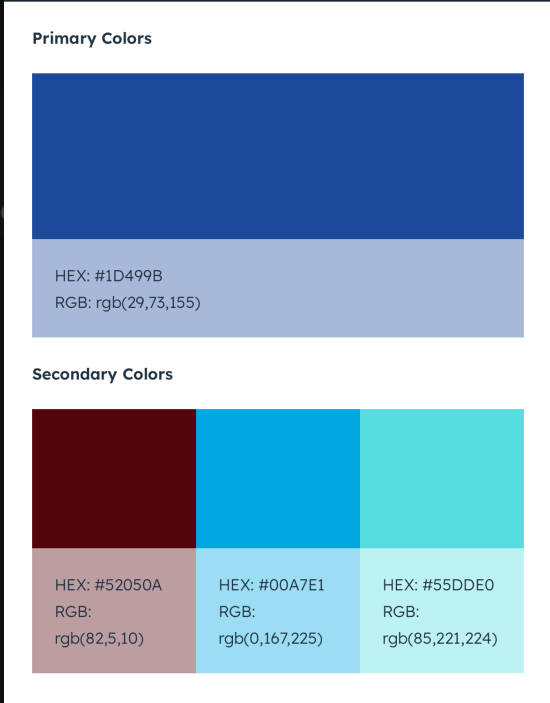 Primary Colors
HEX: #1D499B
RGB: rgb(29,73,155)
Secondary Colors
HEX: #52050A
RGB:
rgb(82,5,10)
HEX: #00A7E1
RGB:
rgb(0,167,225)
HEX: #55DDE0
RGB:
rgb(85,221,224)